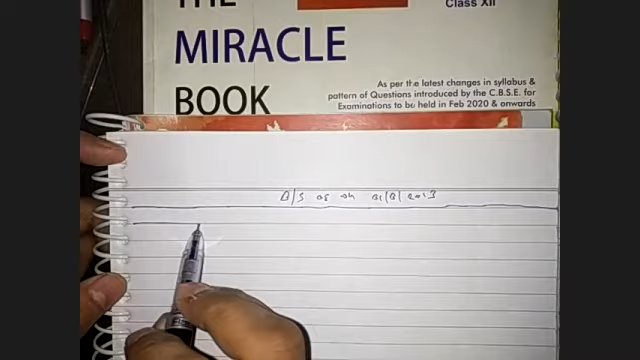 THE
Class XII
MIRACLE
As per the latest changes in syllabus &
pattern of Questions introduced by the C.B.S.E. for
BOOK
Examinations to be held in Feb 2020 & onwards
B/S as on 2013